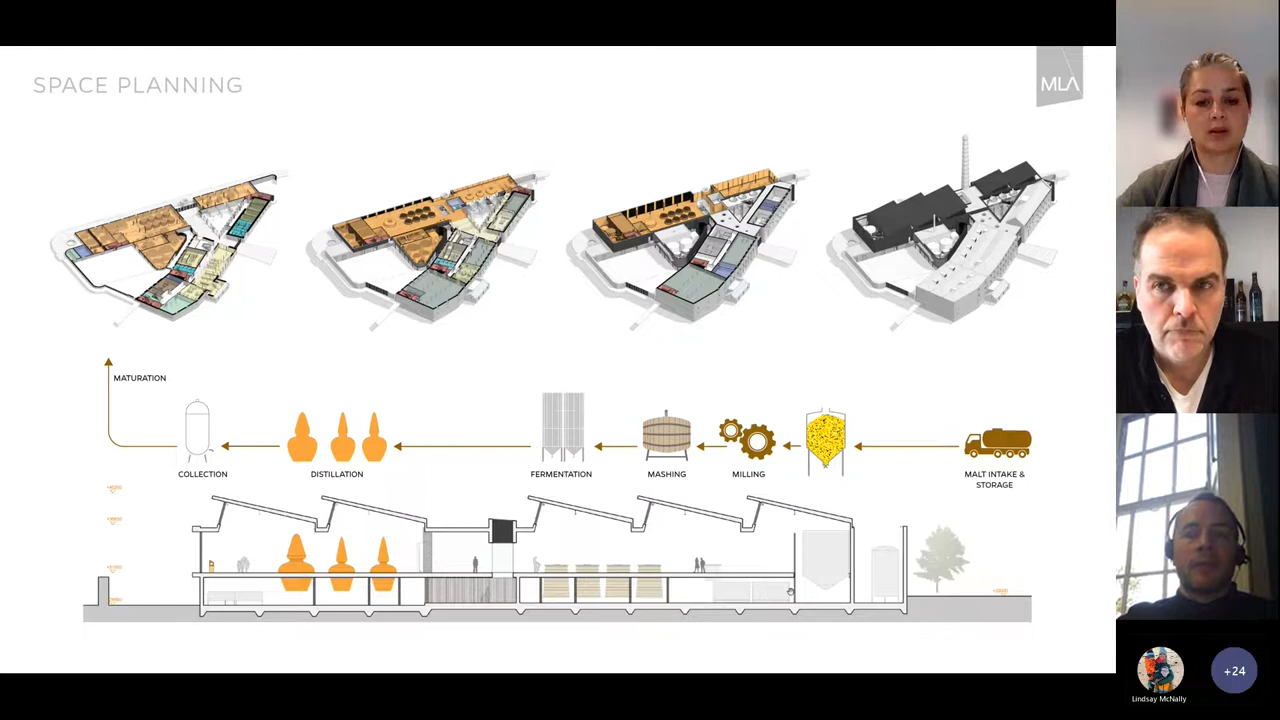 SPACE PLANNING
MLA
MATURATION
COLLECTION
DISTILLATION
FERMENTATION
MASHING
MILLING
MALT INTAKE &
STORAGE
+24
Lindsay McNally